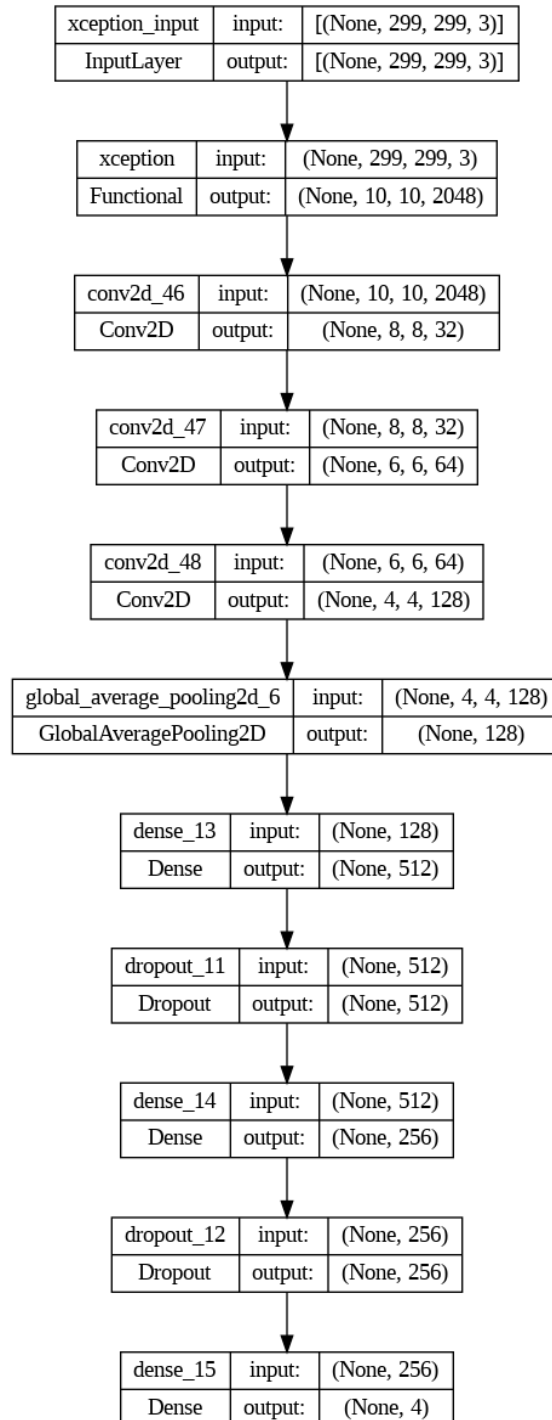 xception_input input: [(None, 299, 299, 3)]
InputLayer output: [(None, 299, 299, 3)]
xception input: (None, 299, 299, 3)
Functional output: (None, 10, 10, 2048)
conv2d_46 input: (None, 10, 10, 2048)
Conv2D output: (None, 8, 8, 32)
conv2d_47 input: (None, 8, 8, 32)
Conv2D output: (None, 6, 6, 64)
conv2d_48 input: (None, 6, 6, 64)
Conv2D output: (None, 4, 4, 128)
global_average_pooling2d_6 input: (None, 4, 4, 128)
GlobalAveragePooling2D output: (None, 128)
dense_13 input: (None, 128)
Dense output: (None, 512)
dropout_11 input: (None, 512)
Dropout output: (None, 512)
dense_14 input: (None, 512)
Dense output: (None, 256)
dropout_12 input: (None, 256)
Dropout output: (None, 256)
dense_15 input: (None, 256)
Dense output: (None, 4)